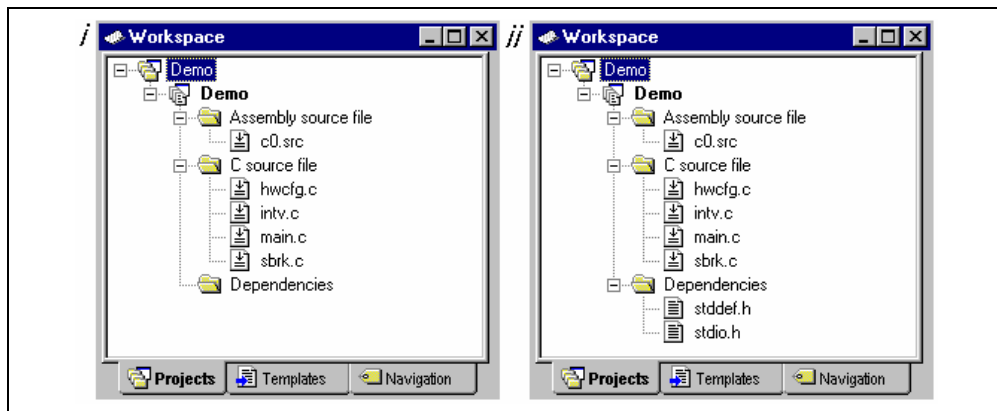 i
Workspace
Demo
Demo
Assembly source file
c0.src
C source file
hwcfg.c
intv.c
main.c
sbrk.c
Dependencies
Projects Templates Navigation
ii
Workspace
Demo
Demo
Assembly source file
c0.src
C source file
hwcfg.c
intv.c
main.c
sbrk.c
Dependencies
stddef.h
stdio.h
Projects Templates Navigation